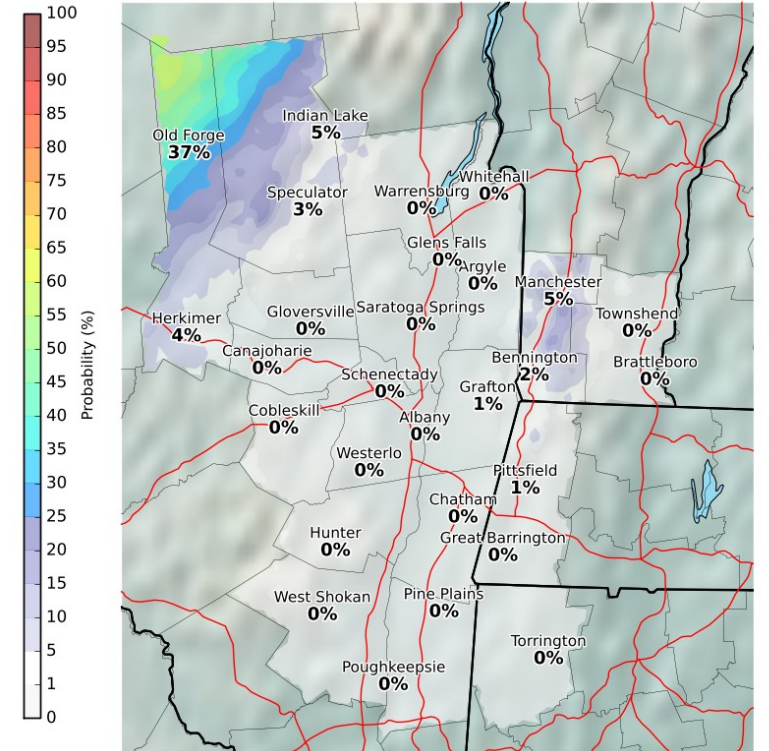 100
95
90
85
80
75
70
65
60
55
50
45
40
35
30
25
20
15
10
5
1
0
Probability (%)
Indian Lake
5%
Old Forge
37%
Whitehall
0%
Speculator
3%
Warrensburg
0%
Glens Falls
0%
Argyle
0%
Manchester
5%
Herkimer
4%
Gloversville
0%
Saratoga Springs
0%
Townshend
0%
Canajoharie
0%
Bennington
2%
Brattleboro
0%
Schenectady
0%
Grafton
1%
Cobleskill
0%
Albany
0%
Westerlo
0%
Pittsfield
1%
Chatham
0%
Hunter
0%
Great Barrington
0%
West Shokan
0%
Pine Plains
0%
Torrington
0%
Poughkeepsie
0%